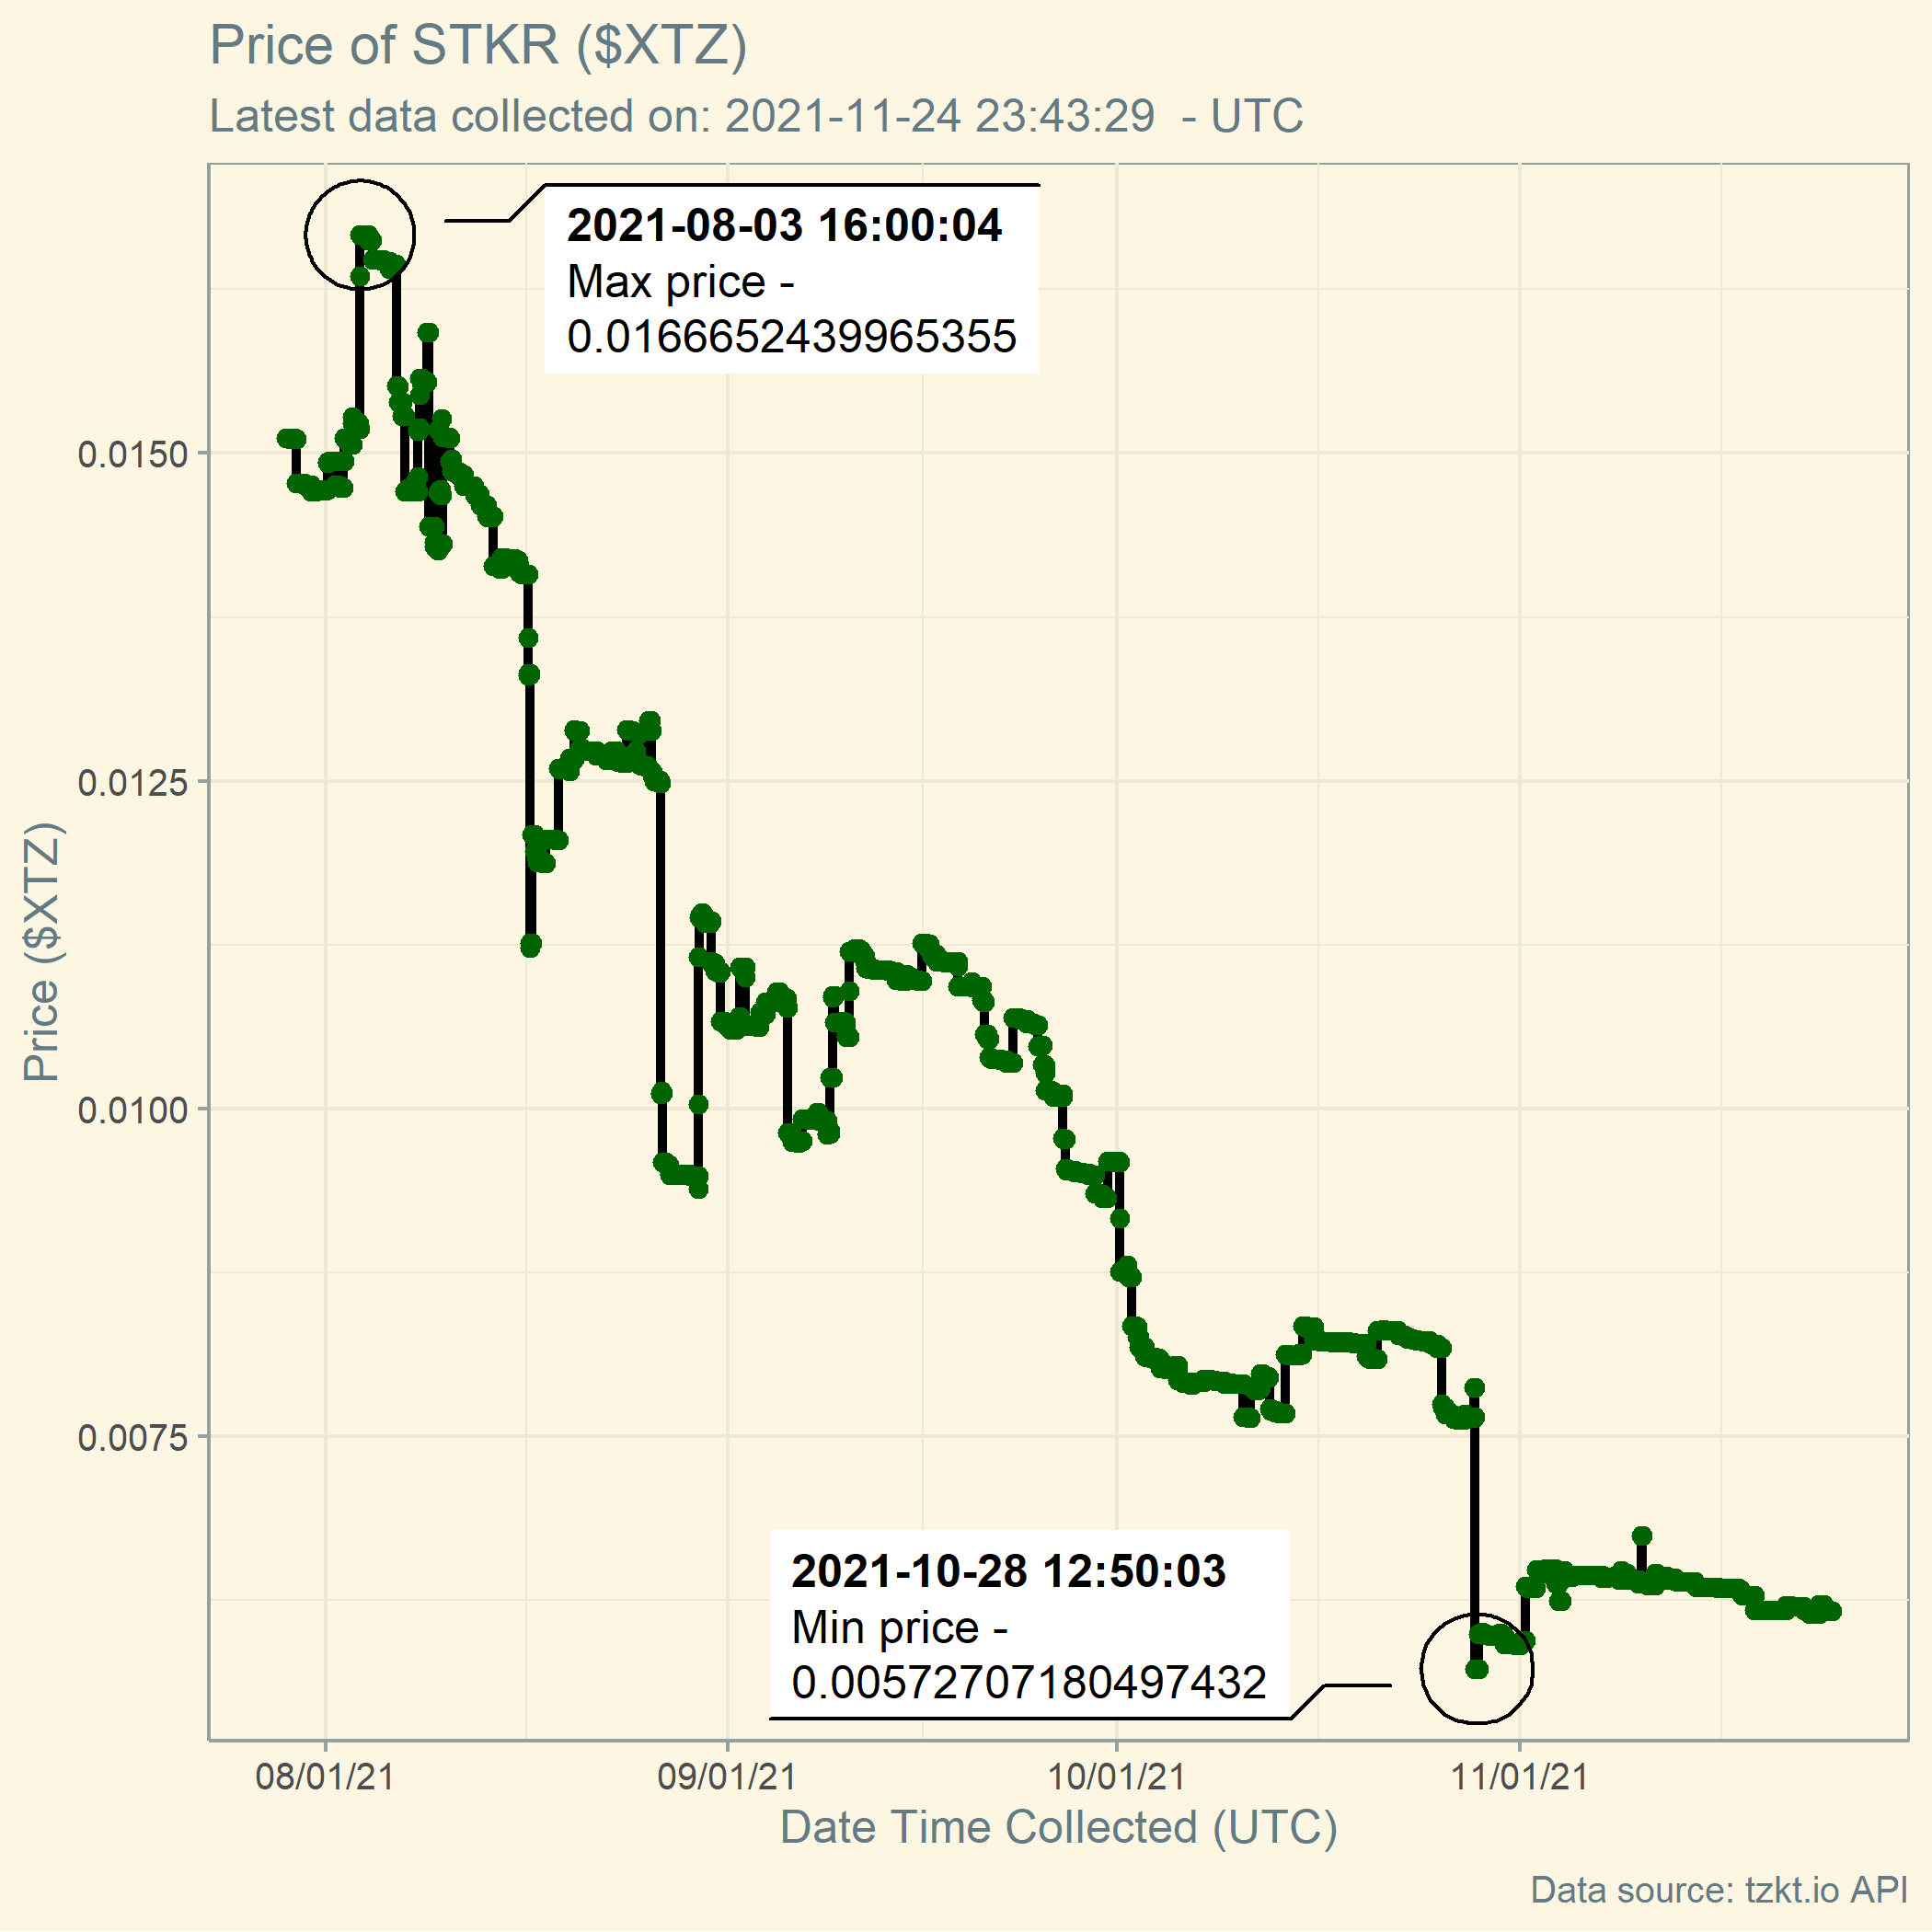 Price of STKR ($XTZ)
Latest data collected on: 2021-11-24 23:43:29  - UTC
2021-08-03 16:00:04
Max price -
0.0166652439965355
0.0150
0.0125
0.0100
0.0075
Price ($XTZ)
2021-10-28 12:50:03
Min price -
0.00572707180497432
08/01/21
09/01/21
10/01/21
11/01/21
Date Time Collected (UTC)
Data source: tzkt.io API